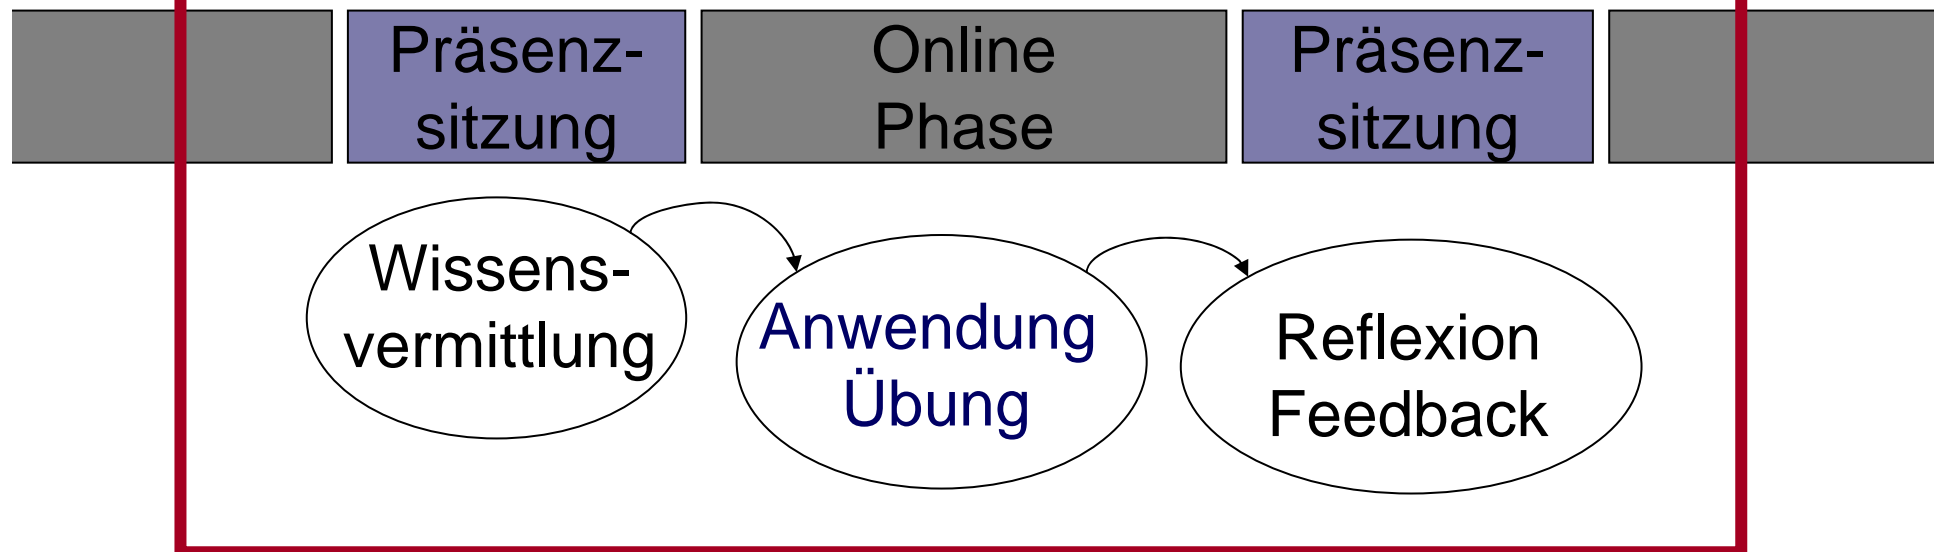 Präsenz-
sitzung
Online
Phase
Präsenz-
sitzung
Wissens-
vermittlung
Anwendung
Übung
Reflexion
Feedback